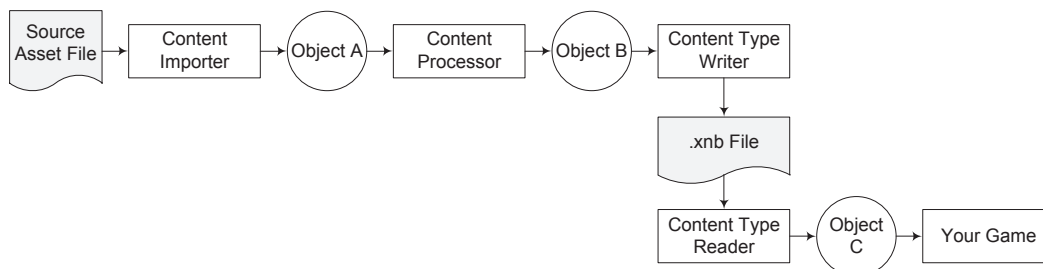 Source
Asset File
Content
Importer
Object A
Content
Processor
Object B
Content Type
Writer
.xnb File
Content Type
Reader
Object
C
Your Game